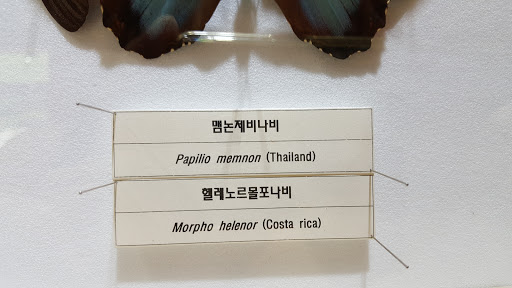 멤논제비나비
Papilio memnon (Thailand)
헬레노르몰포나비
Morpho helenor (Costa rica)